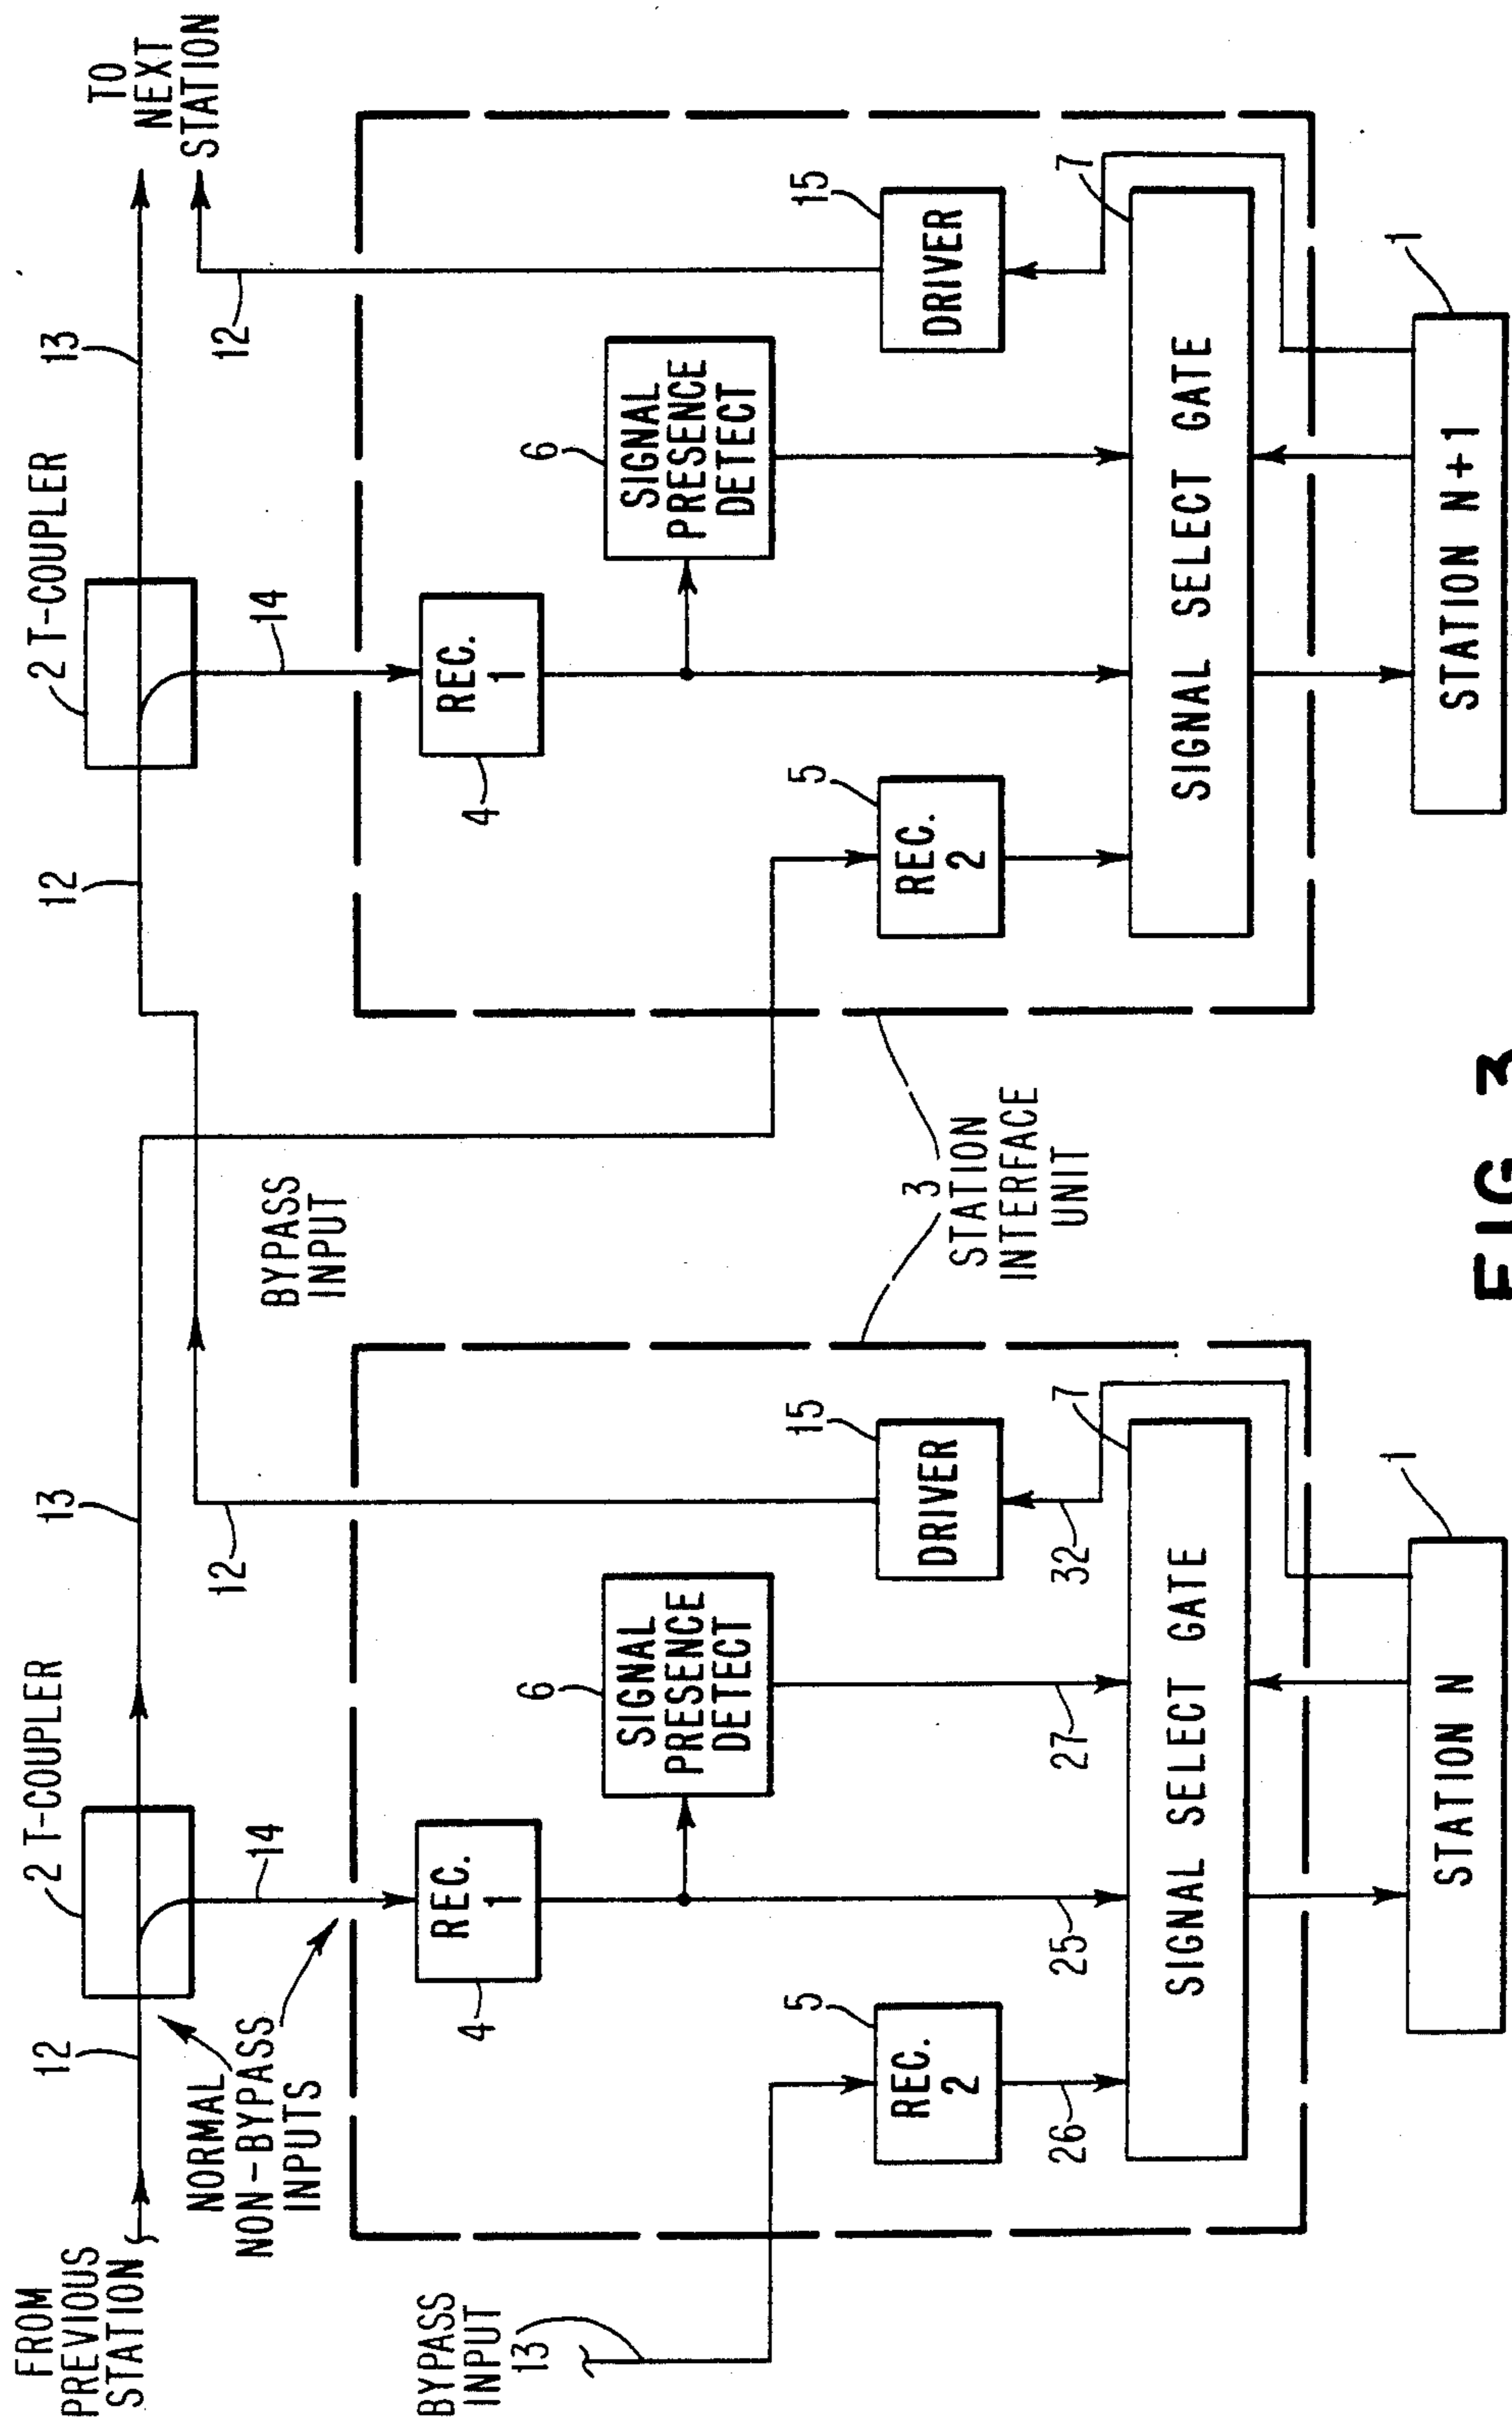 FROM
PREVIOUS
STATION
12
2 T-COUPLER
13
12
2 T-COUPLER
13
TO
NEXT
STATION
NORMAL
NON-BYPASS
INPUTS
14
12
BYPASS
INPUT
14
12
BYPASS
INPUT
13
4
REC.
1
6
SIGNAL
PRESENCE
DETECT
5
REC.
2
15
DRIVER
26
25
27
32
7
SIGNAL SELECT GATE
1
STATION N
3
STATION
INTERFACE
UNIT
4
REC.
1
6
SIGNAL
PRESENCE
DETECT
5
REC.
2
15
DRIVER
7
SIGNAL SELECT GATE
1
STATION N+1
FIG. 3